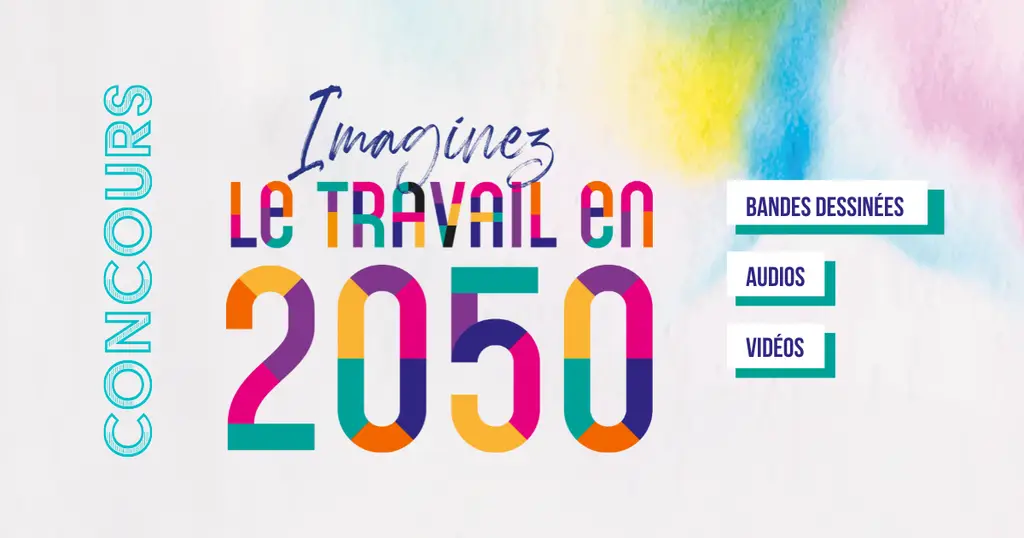 CONCOURS
Imaginez
Le TRAVAIL en
2050
BANDES DESSINÉES
AUDIOS
VIDÉOS